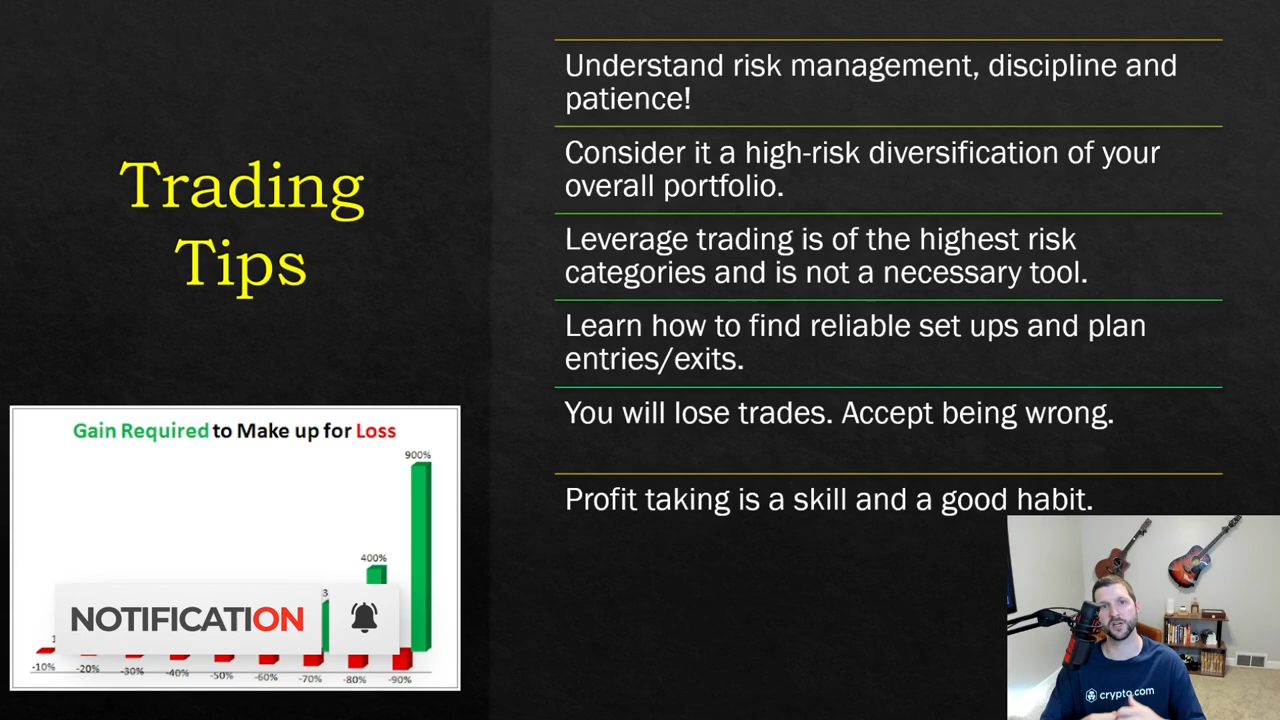 Trading
Tips
Understand risk management, discipline and
patience!
Consider it a high-risk diversification of your
overall portfolio.
Leverage trading is of the highest risk
categories and is not a necessary tool.
Learn how to find reliable set ups and plan
entries/exits.
You will lose trades. Accept being wrong.
Profit taking is a skill and a good habit.
Gain Required to Make up for Loss
900%
400%
3
NOTIFICATION
1
-10% -20% -30% -40% -50% -60% -70% -80% -90%
crypto.com